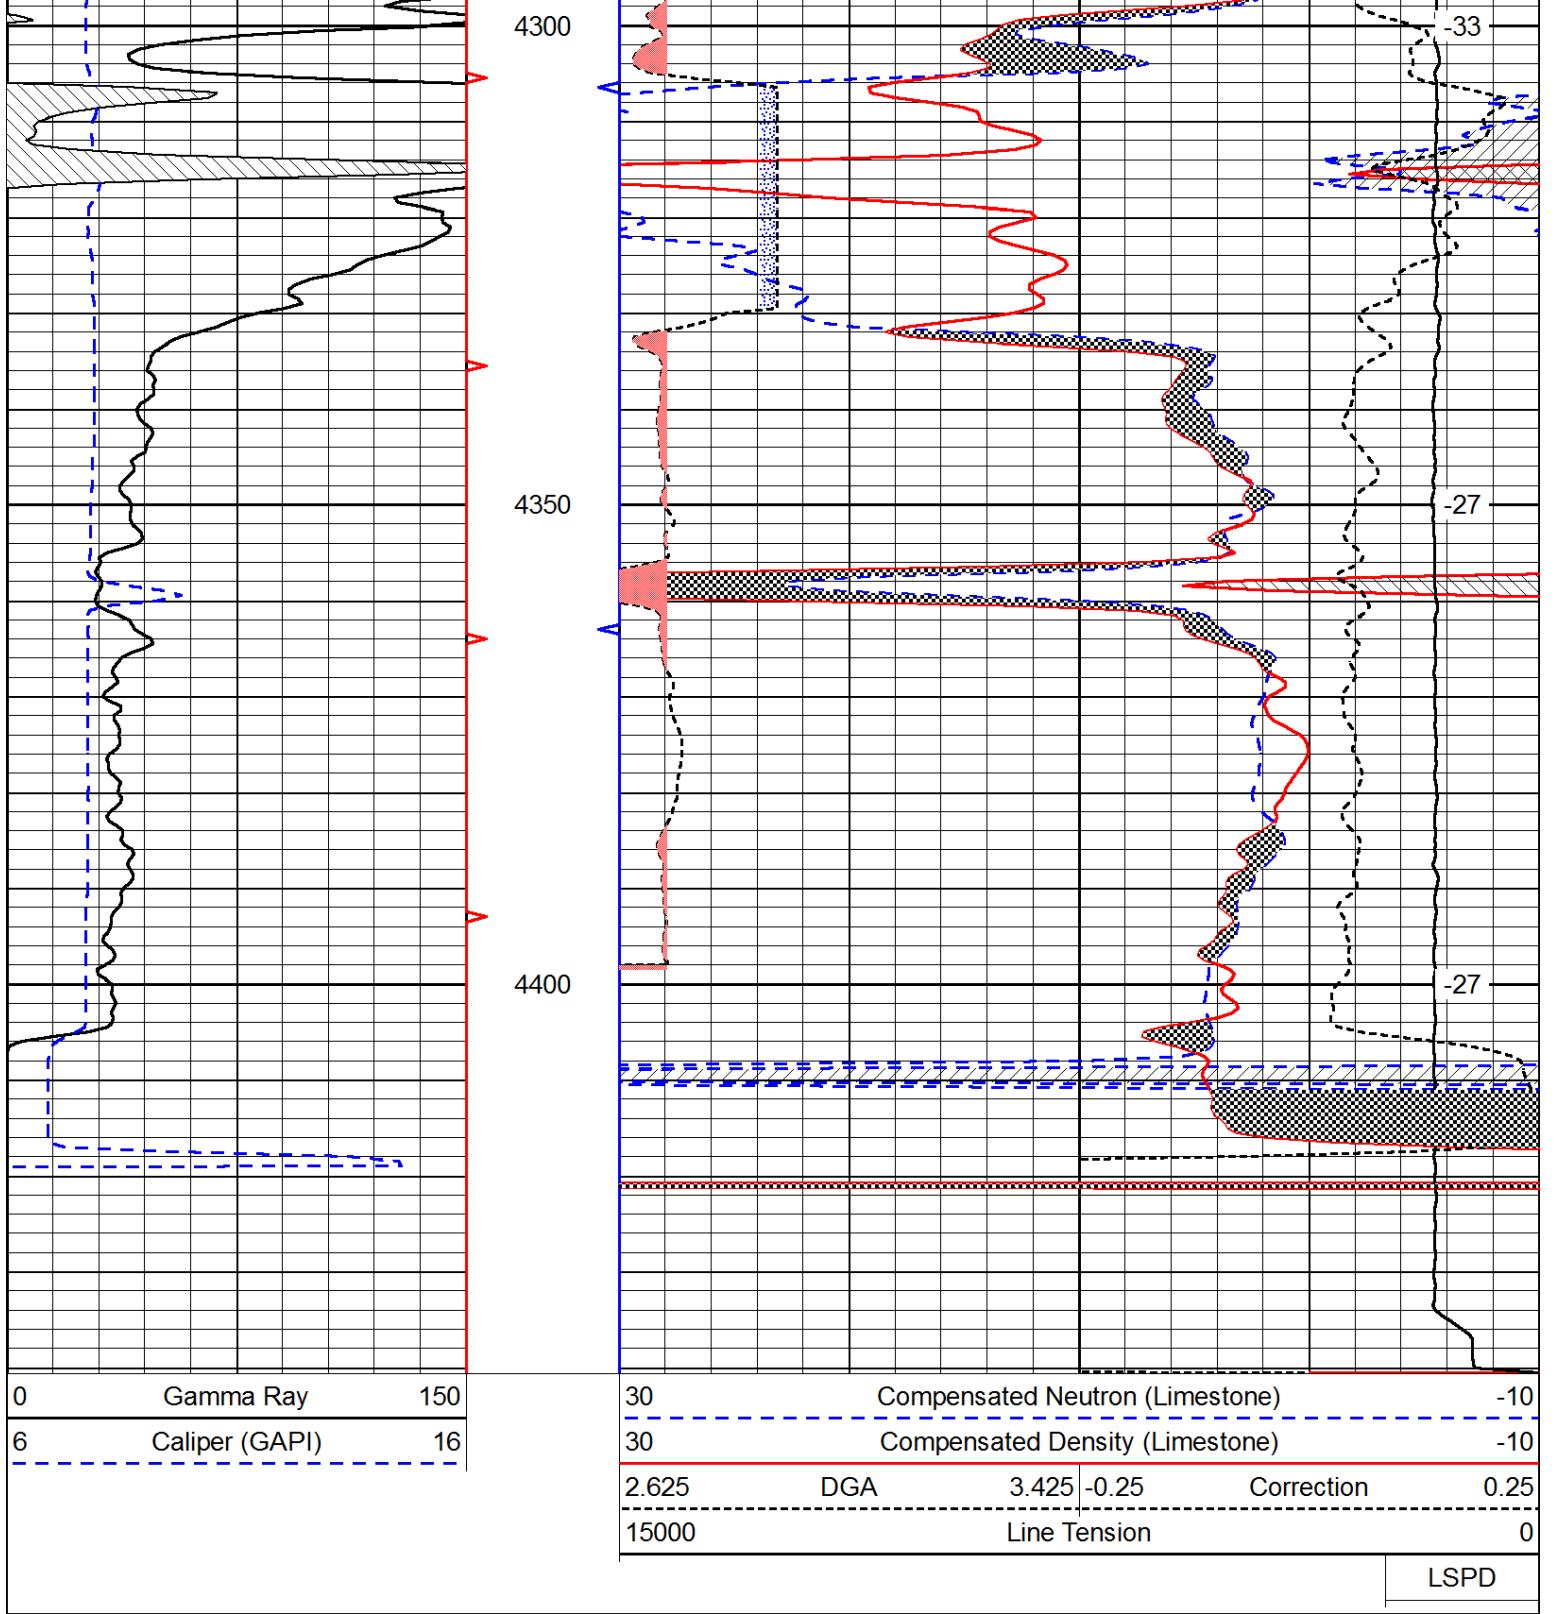 4300
-33
4350
-27
4400
-27
0 Gamma Ray 150
6 Caliper (GAPI) 16
30 Compensated Neutron (Limestone) -10
30 Compensated Density (Limestone) -10
2.625 DGA 3.425 -0.25 Correction 0.25
15000 Line Tension 0
LSPD